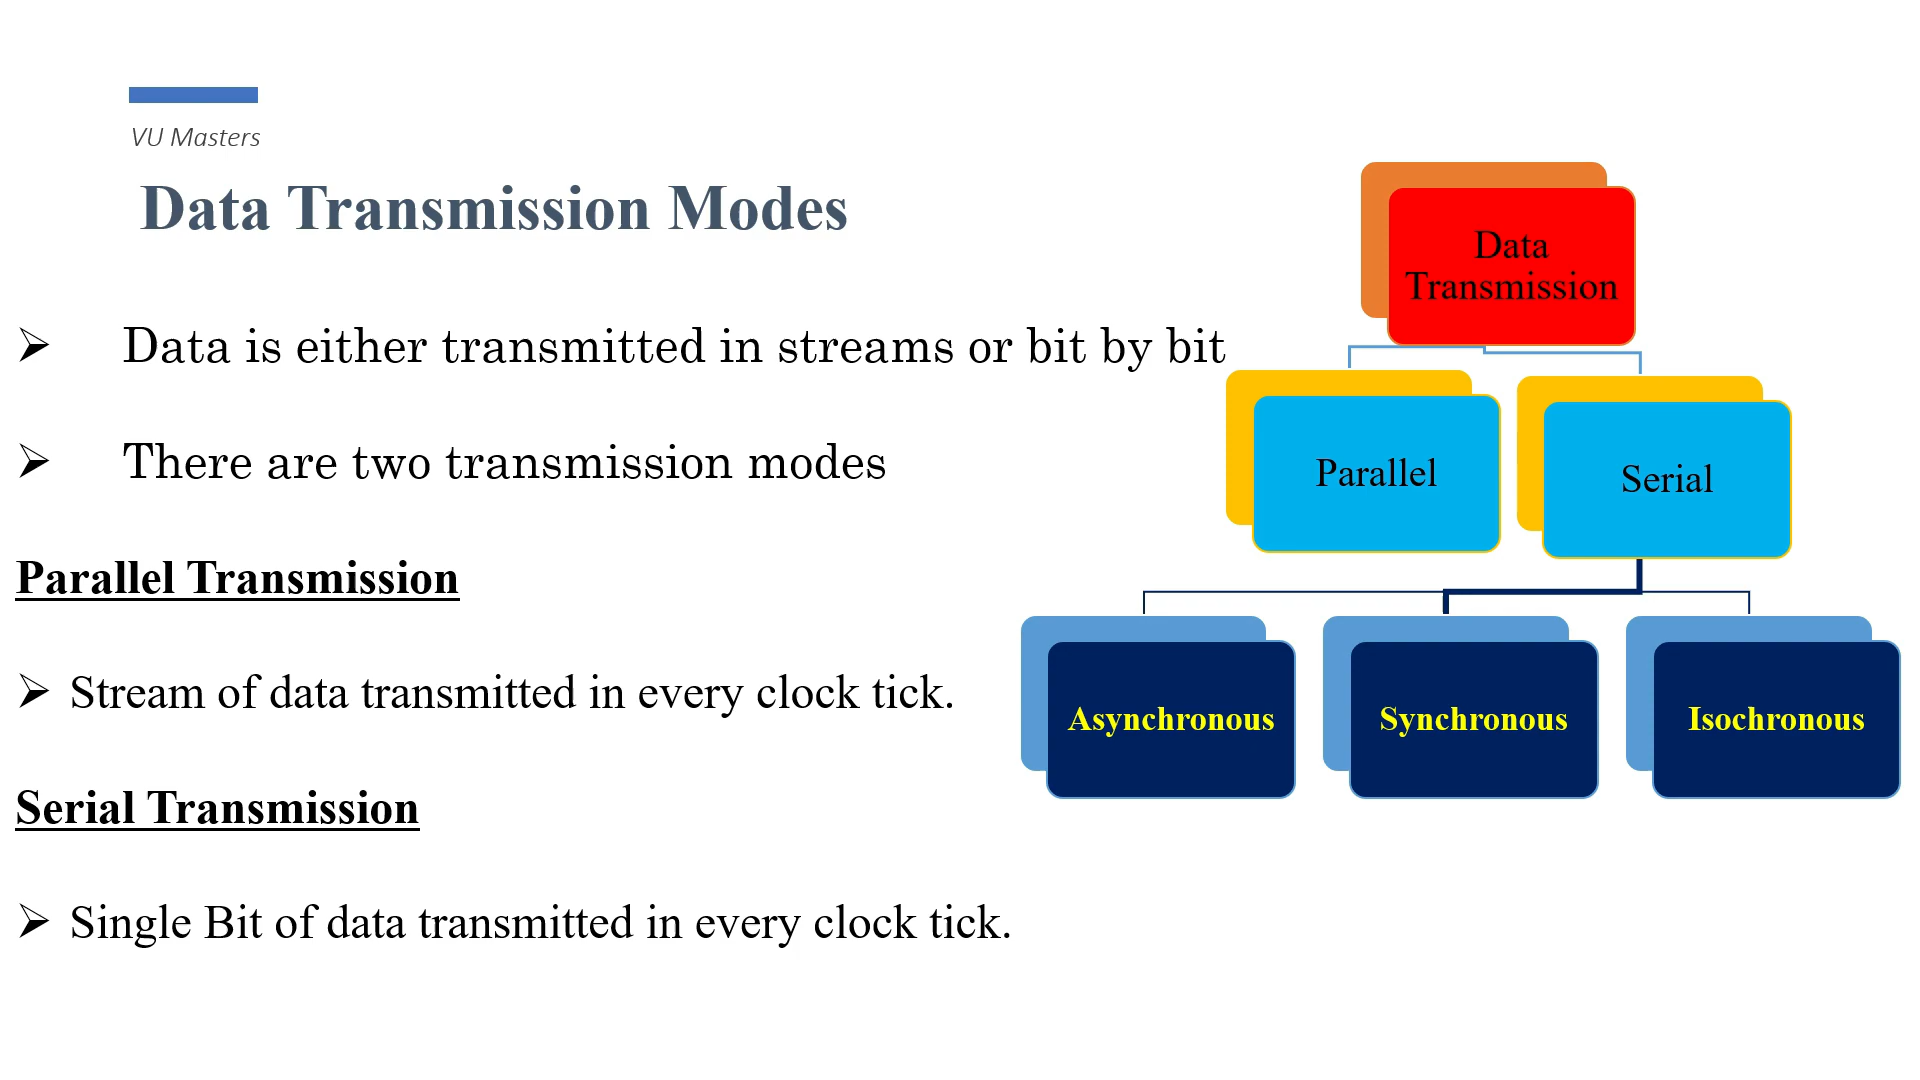 VU Masters
Data Transmission Modes
➢ Data is either transmitted in streams or bit by bit
➢ There are two transmission modes
Parallel Transmission
➢ Stream of data transmitted in every clock tick.
Serial Transmission
➢ Single Bit of data transmitted in every clock tick.
Data
Transmission
Parallel
Serial
Asynchronous
Synchronous
Isochronous